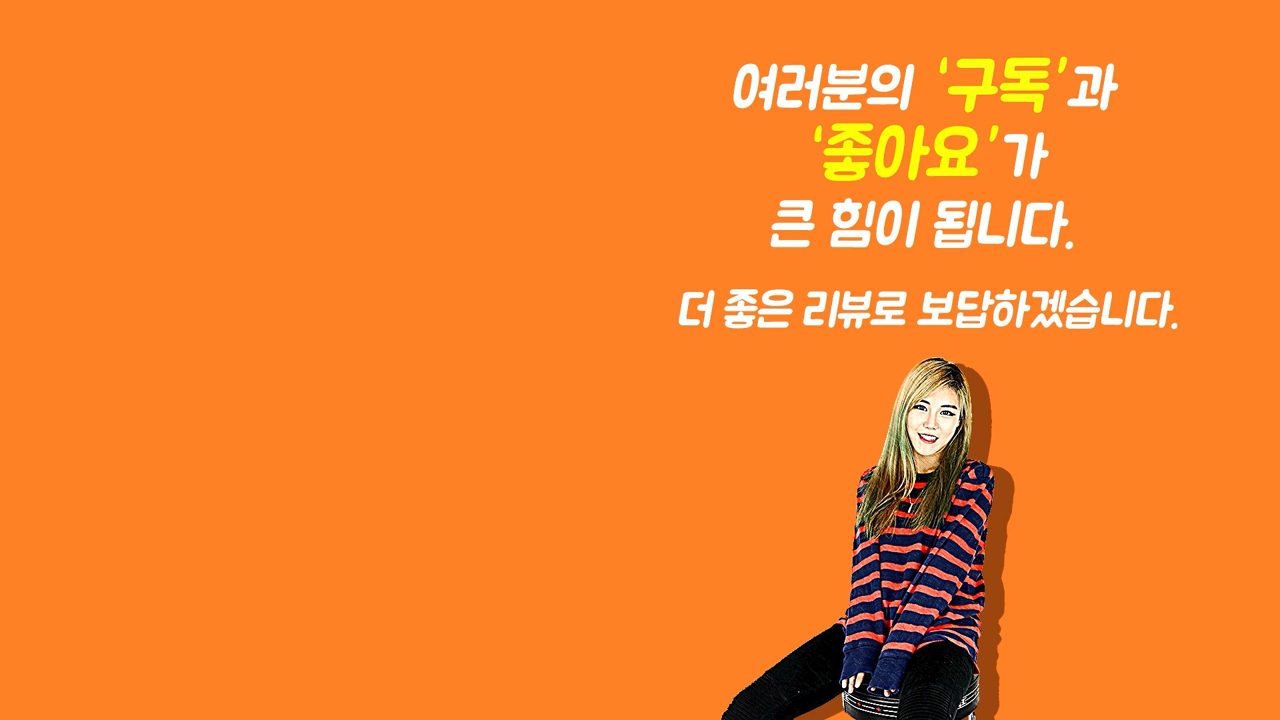 여러분의 '구독'과
'좋아요'가
큰 힘이 됩니다.
더 좋은 리뷰로 보답하겠습니다.